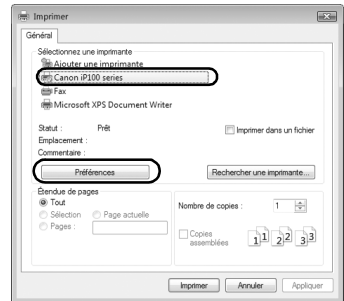 Imprimer
Général
Sélectionnez une imprimante
Ajouter une imprimante
Canon iP100 series
Fax
Microsoft XPS Document Writer
Statut : Prêt
Imprimer dans un fichier
Emplacement :
Commentaire :
Préférences
Rechercher une imprimante...
Étendue de pages
Tout
Sélection Page actuelle
Pages :
Nombre de copies : 1
Copies assemblées
1 1 2 2 3 3
Imprimer Annuler Appliquer